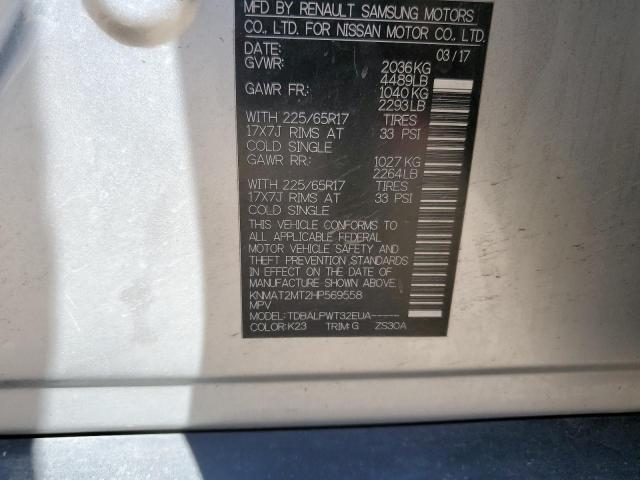 MFD BY RENAULT SAMSUNG MOTORS
CO., LTD. FOR NISSAN MOTOR CO., LTD.
DATE: 03/17
GVWR: 2036KG
4489LB
GAWR FR: 1040KG
2293LB
WITH 225/65R17 TIRES
17X7J RIMS AT 33 PSI
COLD SINGLE
GAWR RR: 1027KG
2264LB
WITH 225/65R17 TIRES
17X7J RIMS AT 33 PSI
COLD SINGLE
THIS VEHICLE CONFORMS TO
ALL APPLICABLE FEDERAL
MOTOR VEHICLE SAFETY AND
THEFT PREVENTION STANDARDS
IN EFFECT ON THE DATE OF
MANUFACTURE SHOWN ABOVE.
KNMAT2MT2HP569558
MPV
MODEL:TDBALPWT32EUA-----
COLOR:K23 TRIM:G ZS30A